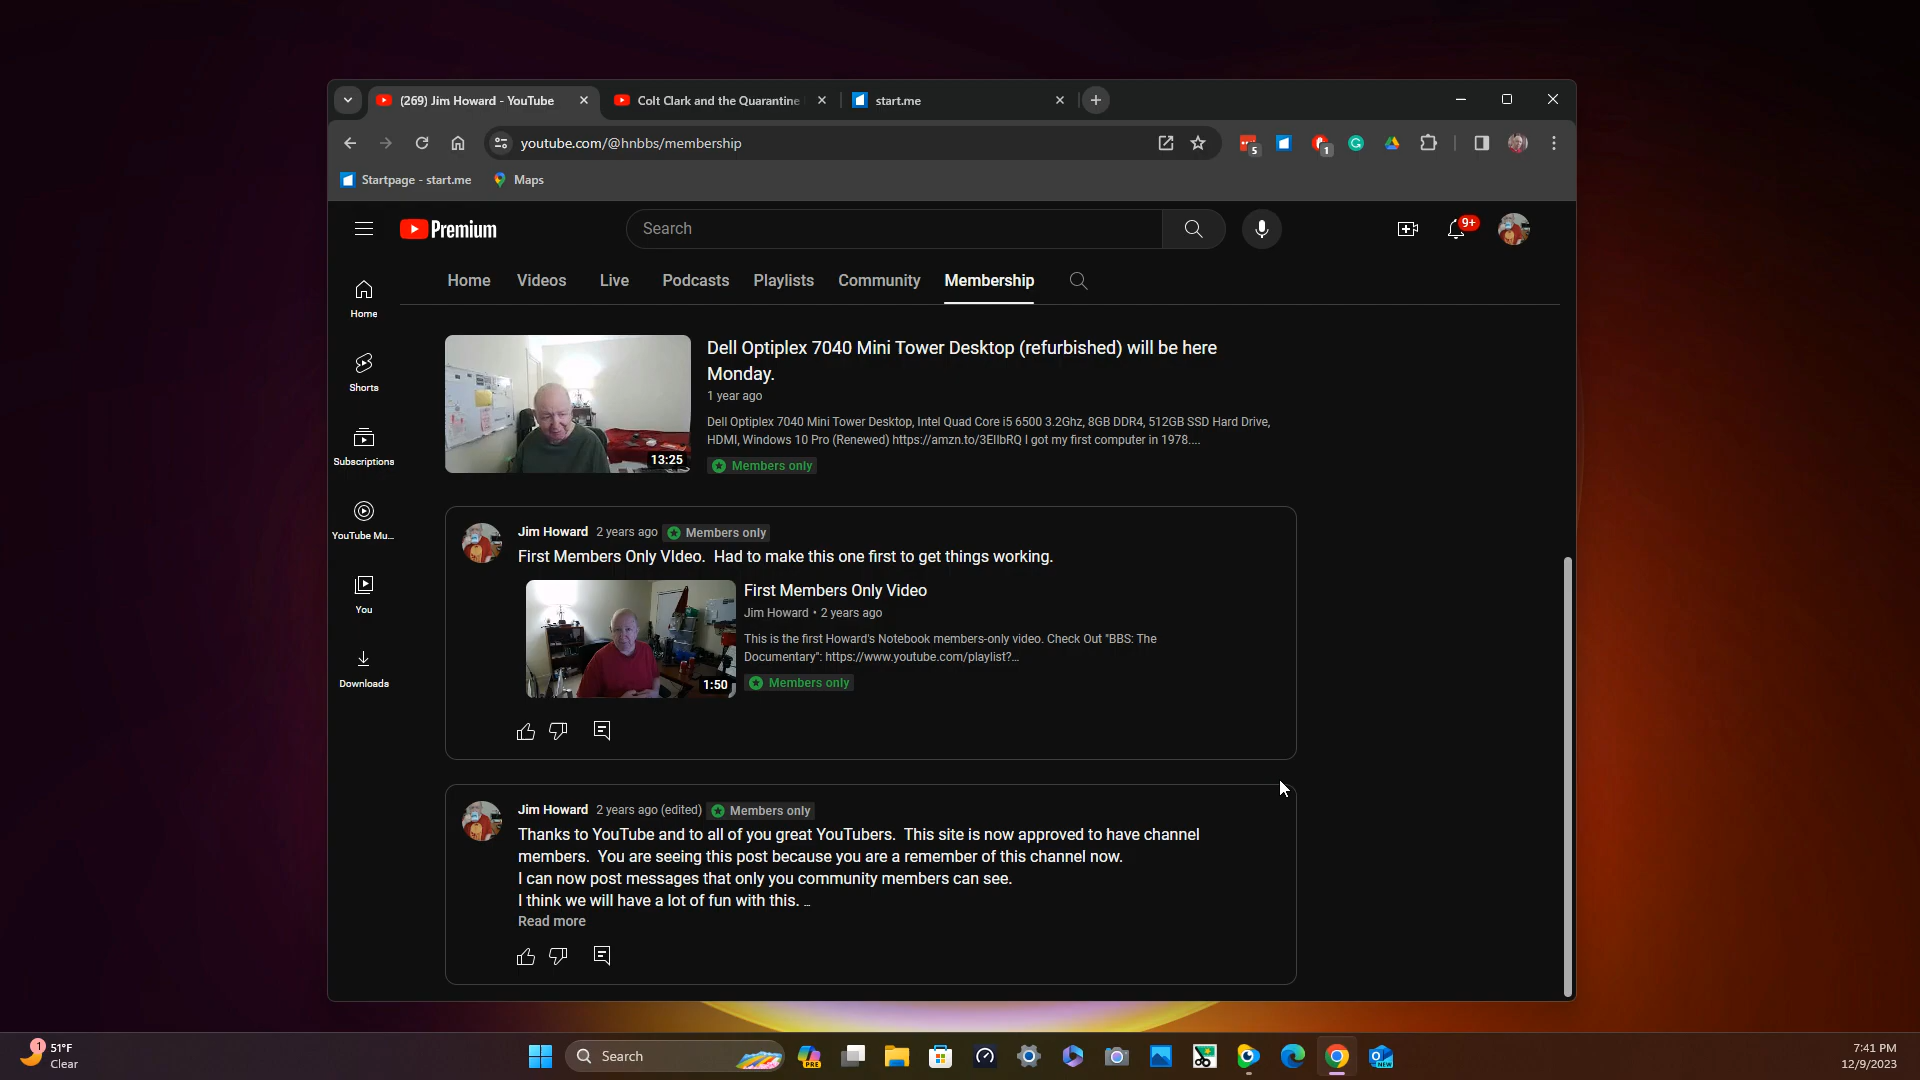 (269) Jim Howard - YouTube
Colt Clark and the Quarantine
start.me
youtube.com/@hnbbs/membership
5
1
Startpage - start.me
Maps
Premium
Search
9+
Home Videos Live Podcasts Playlists Community Membership
Home
Shorts
Subscriptions
YouTube Mu...
You
Downloads
Dell Optiplex 7040 Mini Tower Desktop (refurbished) will be here
Monday.
1 year ago
Dell Optiplex 7040 Mini Tower Desktop, Intel Quad Core i5 6500 3.2Ghz, 8GB DDR4, 512GB SSD Hard Drive,
HDMI, Windows 10 Pro (Renewed) https://amzn.to/3EIlbRQ I got my first computer in 1978....
Members only
13:25
Jim Howard 2 years ago Members only
First Members Only VIdeo. Had to make this one first to get things working.
First Members Only Video
Jim Howard • 2 years ago
This is the first Howard's Notebook members-only video. Check Out "BBS: The
Documentary": https://www.youtube.com/playlist?...
Members only
1:50
Jim Howard 2 years ago (edited) Members only
Thanks to YouTube and to all of you great YouTubers. This site is now approved to have channel
members. You are seeing this post because you are a remember of this channel now.
I can now post messages that only you community members can see.
I think we will have a lot of fun with this. ...
Read more
1
51°F
Clear
Search
PRE
NEW
7:41 PM
12/9/2023